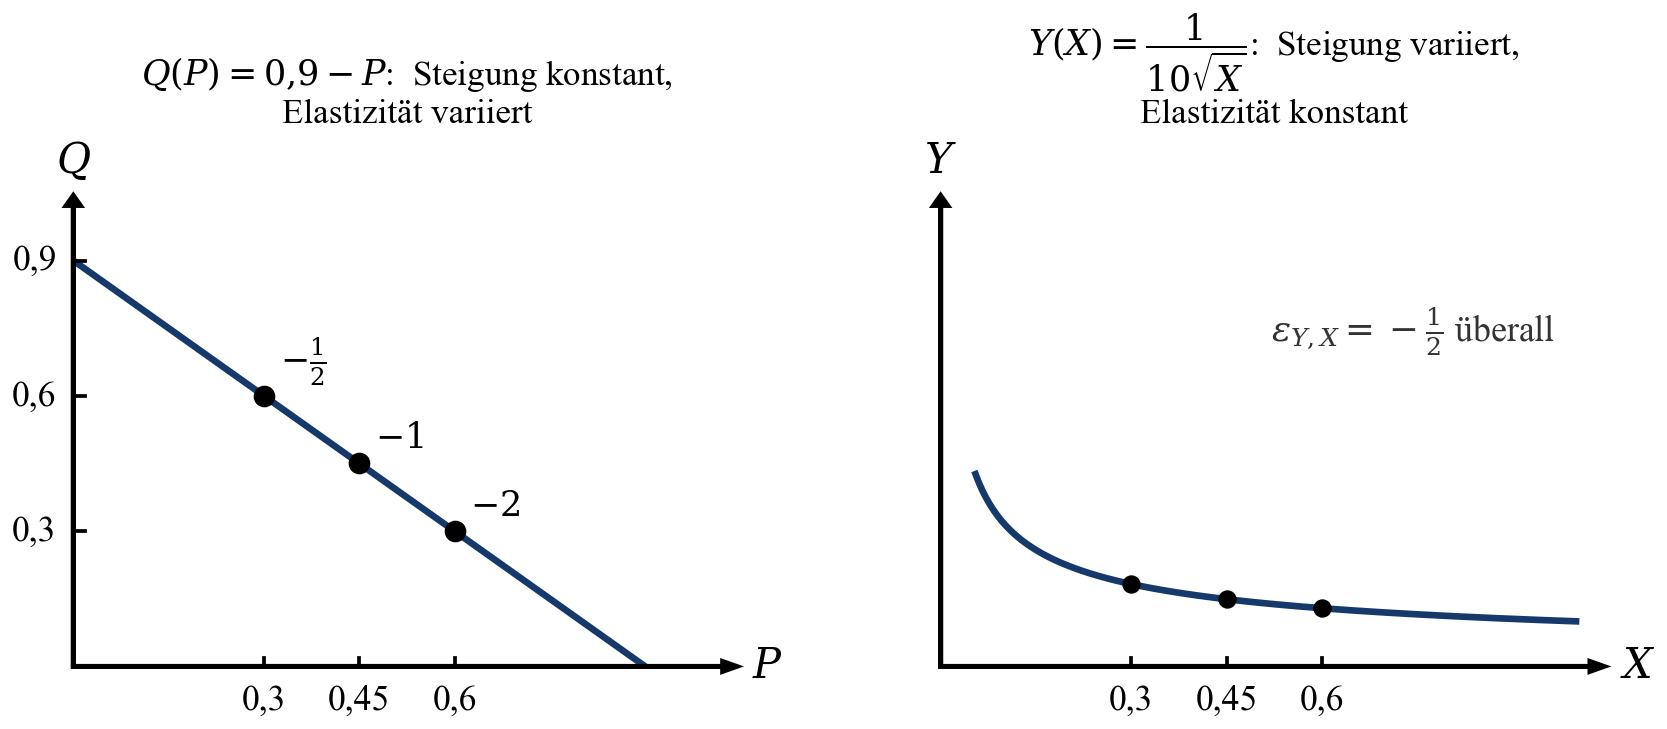 Q(P) = 0,9 − P: Steigung konstant,
Elastizität variiert
Q
0,9
0,6
0,3
−1/2
−1
−2
0,3 0,45 0,6
P
Y(X) = 1/(10√X): Steigung variiert,
Elastizität konstant
Y
ε_{Y, X} = −1/2 überall
0,3 0,45 0,6
X